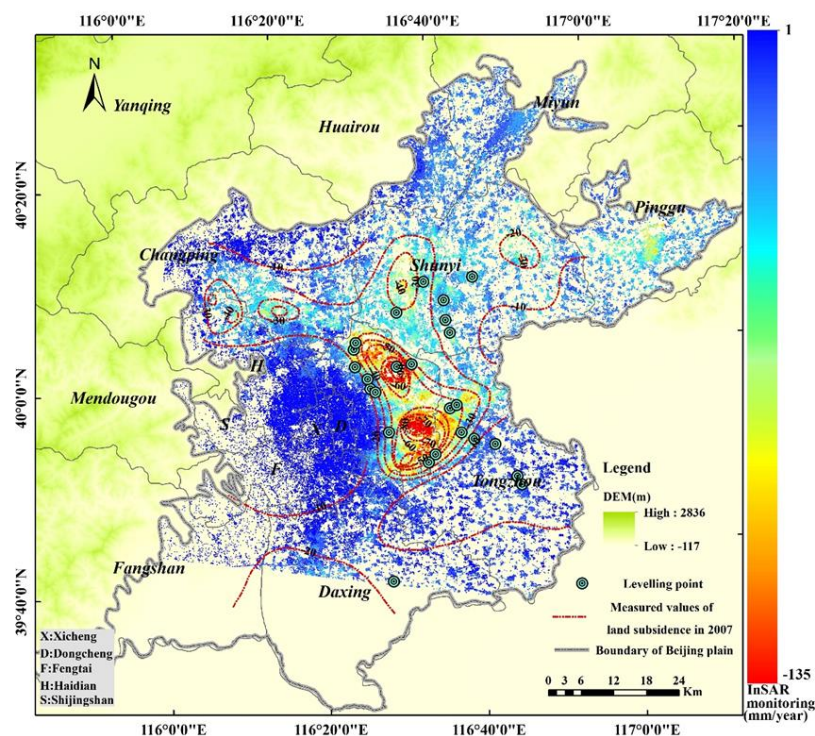 116°0'0"E 116°20'0"E 116°40'0"E 117°0'0"E 117°20'0"E
1
N
Yanqing
Miyun
Huairou
40°20'0"N
Pinggu
-20
Changping
Shunyi
-10
-30
H
40°0'0"N
Mendougou
S
X
D
F
Tongzhou
Legend
DEM(m)
High : 2836
Low : -117
Levelling point
Fangshan
Daxing
39°40'0"N
Measured values of
land subsidence in 2007
Boundary of Beijing plain
X:Xicheng
D:Dongcheng
F:Fengtai
H:Haidian
S:Shijingshan
0 3 6 12 18 24
Km
-135
InSAR
monitoring
(mm/year)
116°0'0"E 116°20'0"E 116°40'0"E 117°0'0"E